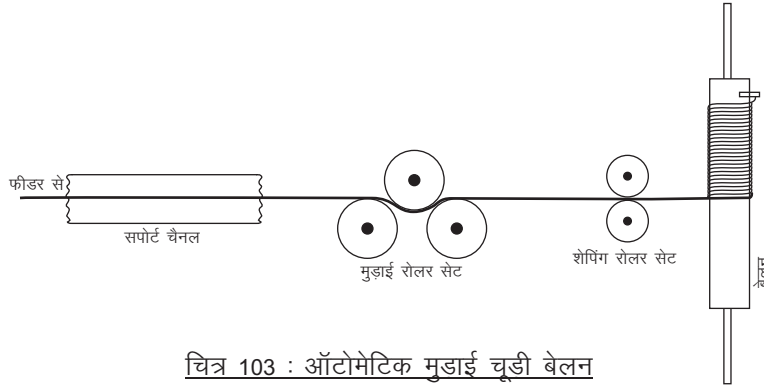 फीडर से
सपोर्ट चैनल
मुड़ाई रोलर सेट
शेपिंग रोलर सेट
बेलन
चित्र 103 : ऑटोमेटिक मुडाई चूडी बेलन